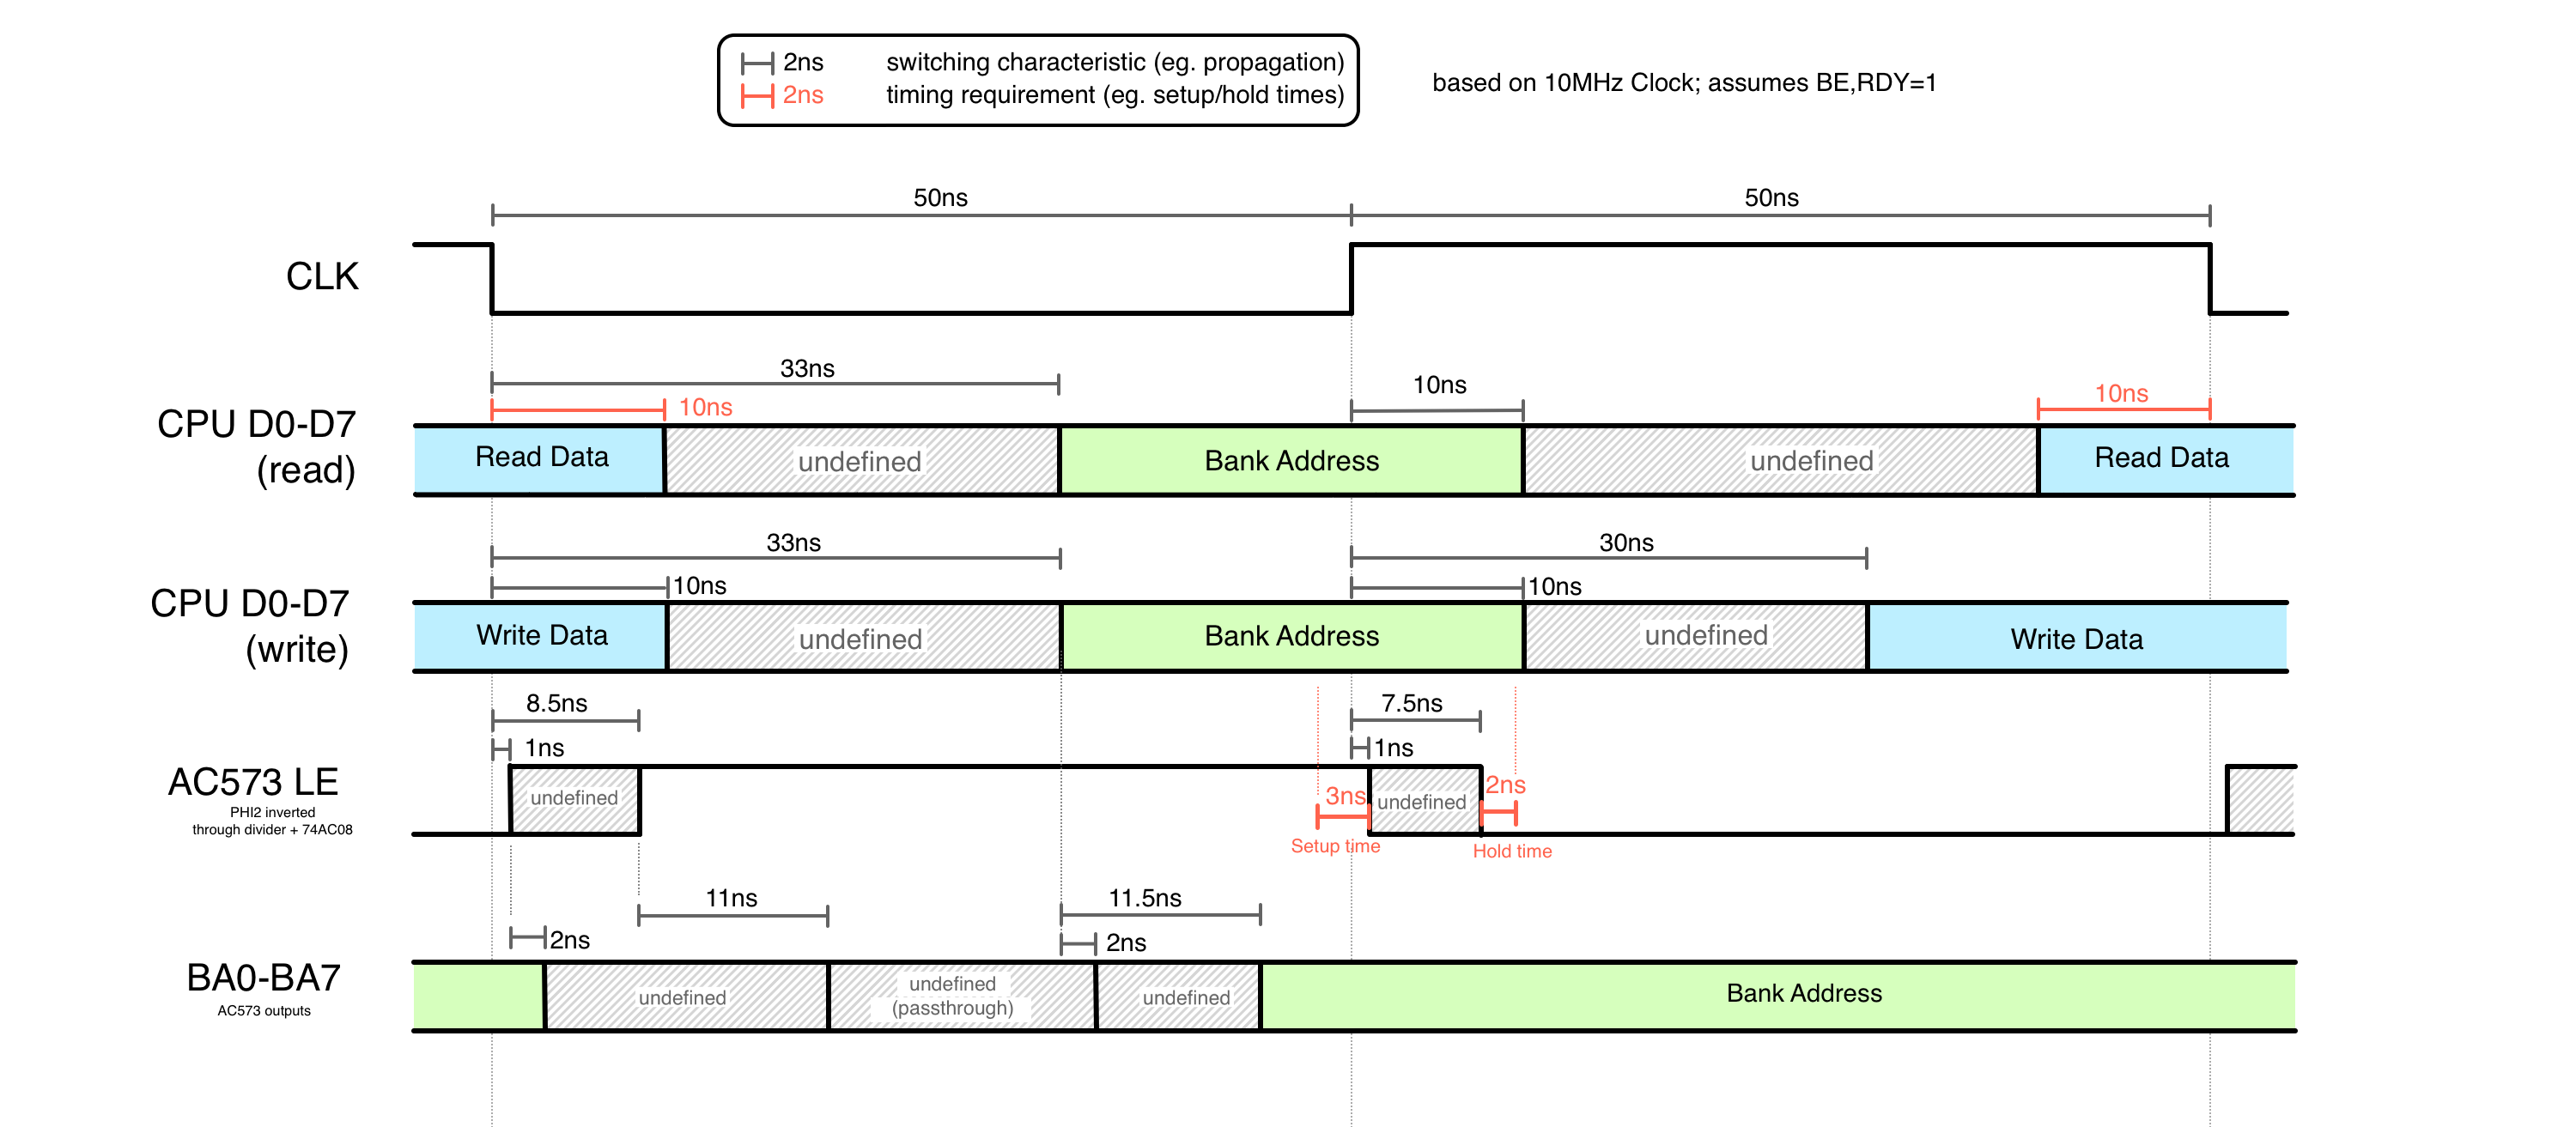 2ns switching characteristic (eg. propagation)
2ns timing requirement (eg. setup/hold times)
based on 10MHz Clock; assumes BE,RDY=1
50ns 50ns
CLK
33ns
10ns
10ns
10ns
CPU D0-D7
(read)
Read Data undefined Bank Address undefined Read Data
33ns 30ns
10ns 10ns
CPU D0-D7
(write)
Write Data undefined Bank Address undefined Write Data
8.5ns 7.5ns
1ns 1ns
AC573 LE
PHI2 inverted
through divider + 74AC08
undefined 3ns undefined 2ns
Setup time Hold time
11ns 11.5ns
2ns 2ns
BA0-BA7
AC573 outputs
undefined
undefined
(passthrough)
undefined
Bank Address